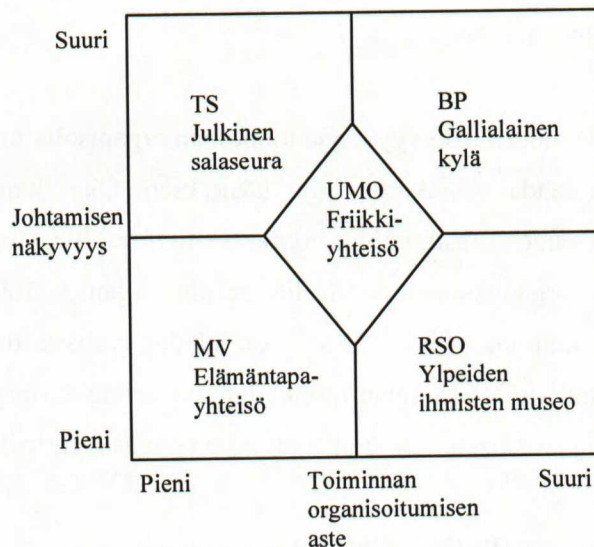 Suuri
TS
Julkinen
salaseura
BP
Gallialainen
kylä
UMO
Friikki-
yhteisö
Johtamisen
näkyvyys
MV
Elämäntapa-
yhteisö
RSO
Ylpeiden
ihmisten museo
Pieni
Pieni
Toiminnan
organisoitumisen
aste
Suuri